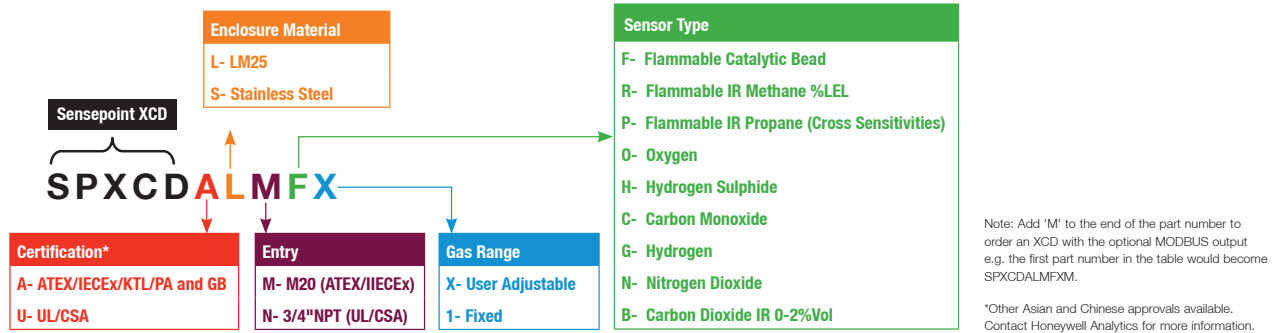 Enclosure Material
L- LM25
S- Stainless Steel
Sensor Type
F- Flammable Catalytic Bead
R- Flammable IR Methane %LEL
P- Flammable IR Propane (Cross Sensitivities)
O- Oxygen
H- Hydrogen Sulphide
C- Carbon Monoxide
G- Hydrogen
N- Nitrogen Dioxide
B- Carbon Dioxide IR 0-2%Vol
Sensepoint XCD
SPXCDALMFX
Certification*
A- ATEX/IECEx/KTL/PA and GB
U- UL/CSA
Entry
M- M20 (ATEX/IIECEx)
N- 3/4"NPT (UL/CSA)
Gas Range
X- User Adjustable
1- Fixed
Note: Add 'M' to the end of the part number to
order an XCD with the optional MODBUS output
e.g. the first part number in the table would become
SPXCDALMFXM.
*Other Asian and Chinese approvals available.
Contact Honeywell Analytics for more information.